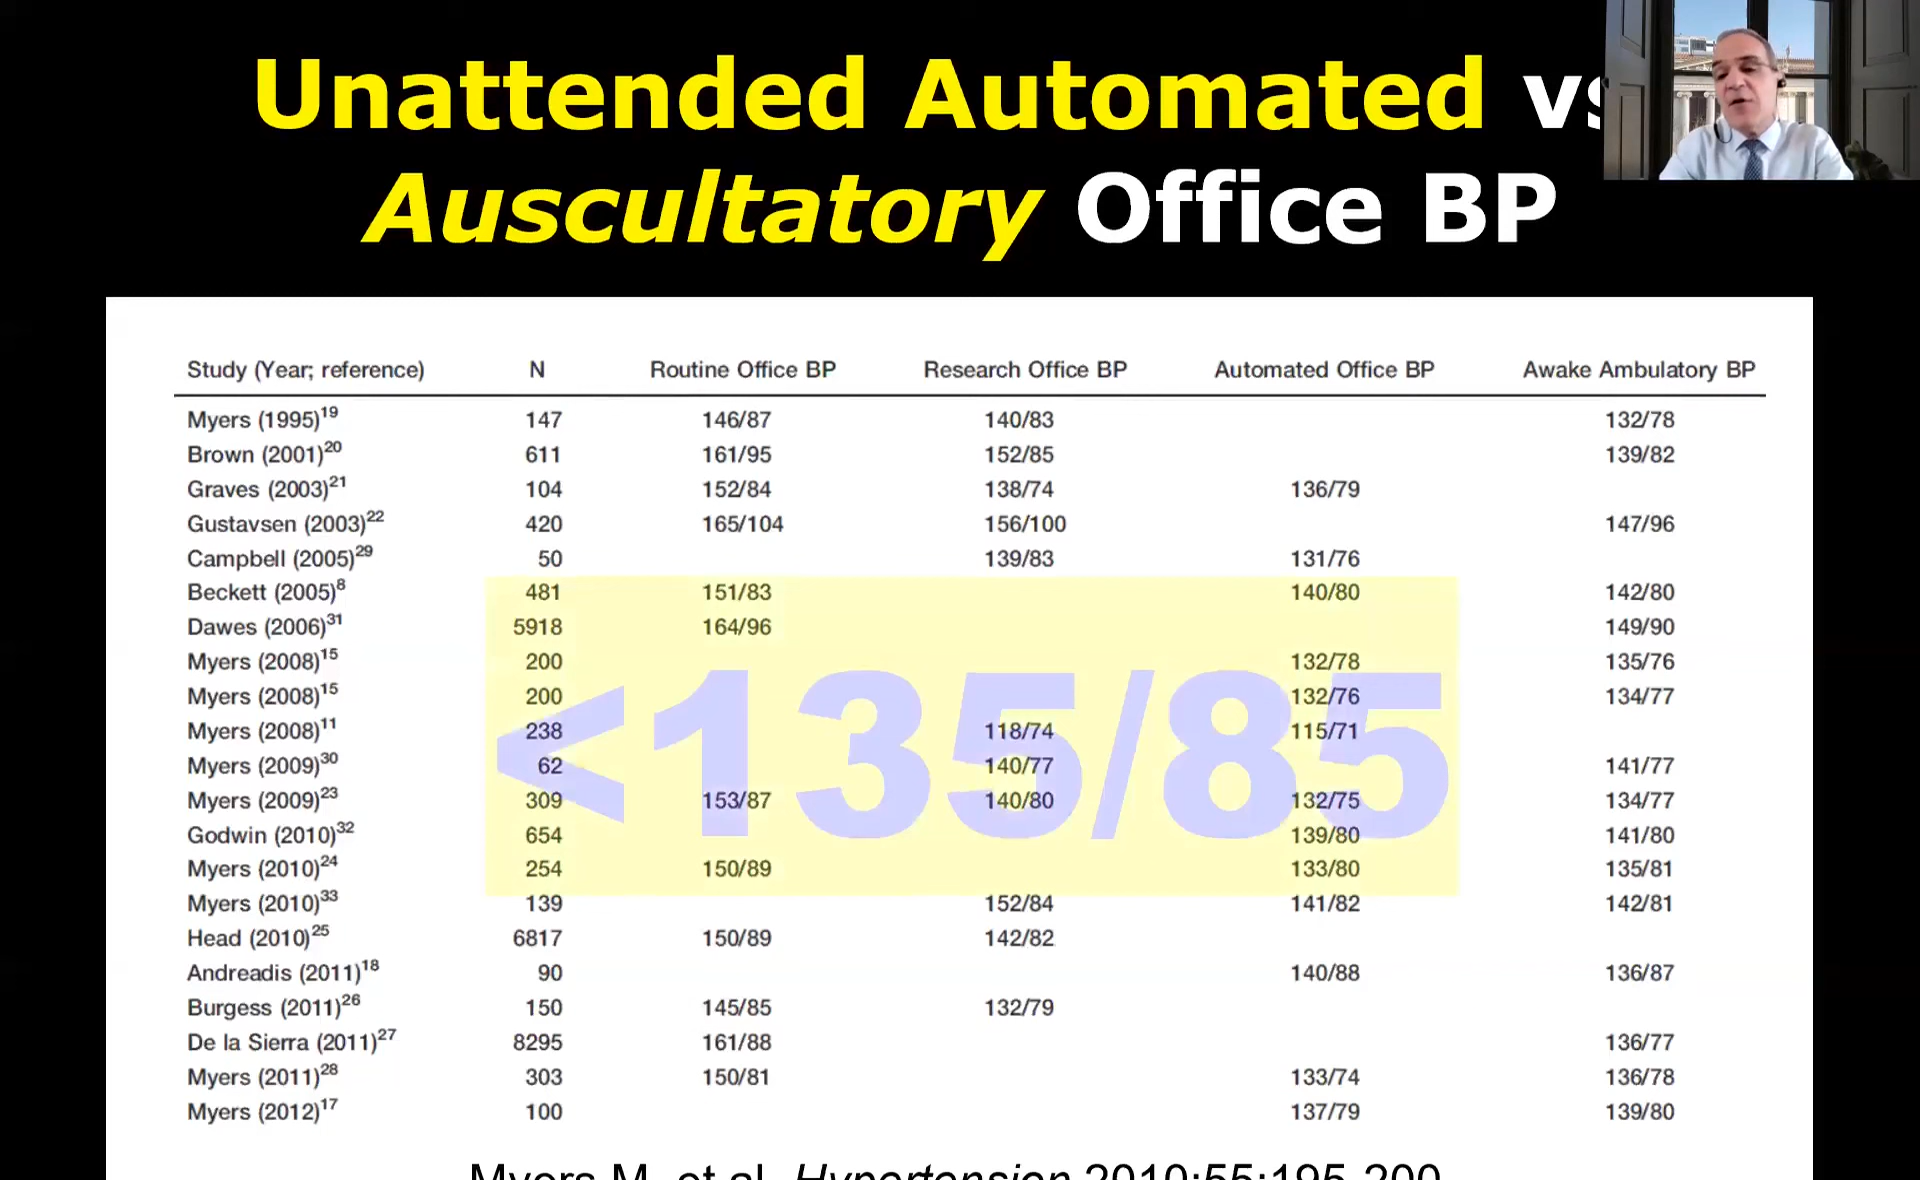 Unattended Automated vs
Auscultatory Office BP
Study (Year; reference) N Routine Office BP Research Office BP Automated Office BP Awake Ambulatory BP
Myers (1995)19 147 146/87 140/83 132/78
Brown (2001)20 611 161/95 152/85 139/82
Graves (2003)21 104 152/84 138/74 136/79
Gustavsen (2003)22 420 165/104 156/100 147/96
Campbell (2005)29 50 139/83 131/76
Beckett (2005)8 481 151/83 140/80 142/80
Dawes (2006)31 5918 164/96 149/90
Myers (2008)15 200 132/78 135/76
Myers (2008)15 200 132/76 134/77
Myers (2008)11 238 118/74 115/71
Myers (2009)30 62 140/77 141/77
Myers (2009)23 309 153/87 140/80 132/75 134/77
Godwin (2010)32 654 139/80 141/80
Myers (2010)24 254 150/89 133/80 135/81
Myers (2010)33 139 152/84 141/82 142/81
Head (2010)25 6817 150/89 142/82
Andreadis (2011)18 90 140/88 136/87
Burgess (2011)26 150 145/85 132/79
De la Sierra (2011)27 8295 161/88 136/77
Myers (2011)28 303 150/81 133/74 136/78
Myers (2012)17 100 137/79 139/80
<135/85
Myers M, et al. Hypertension 2010;55:195-200